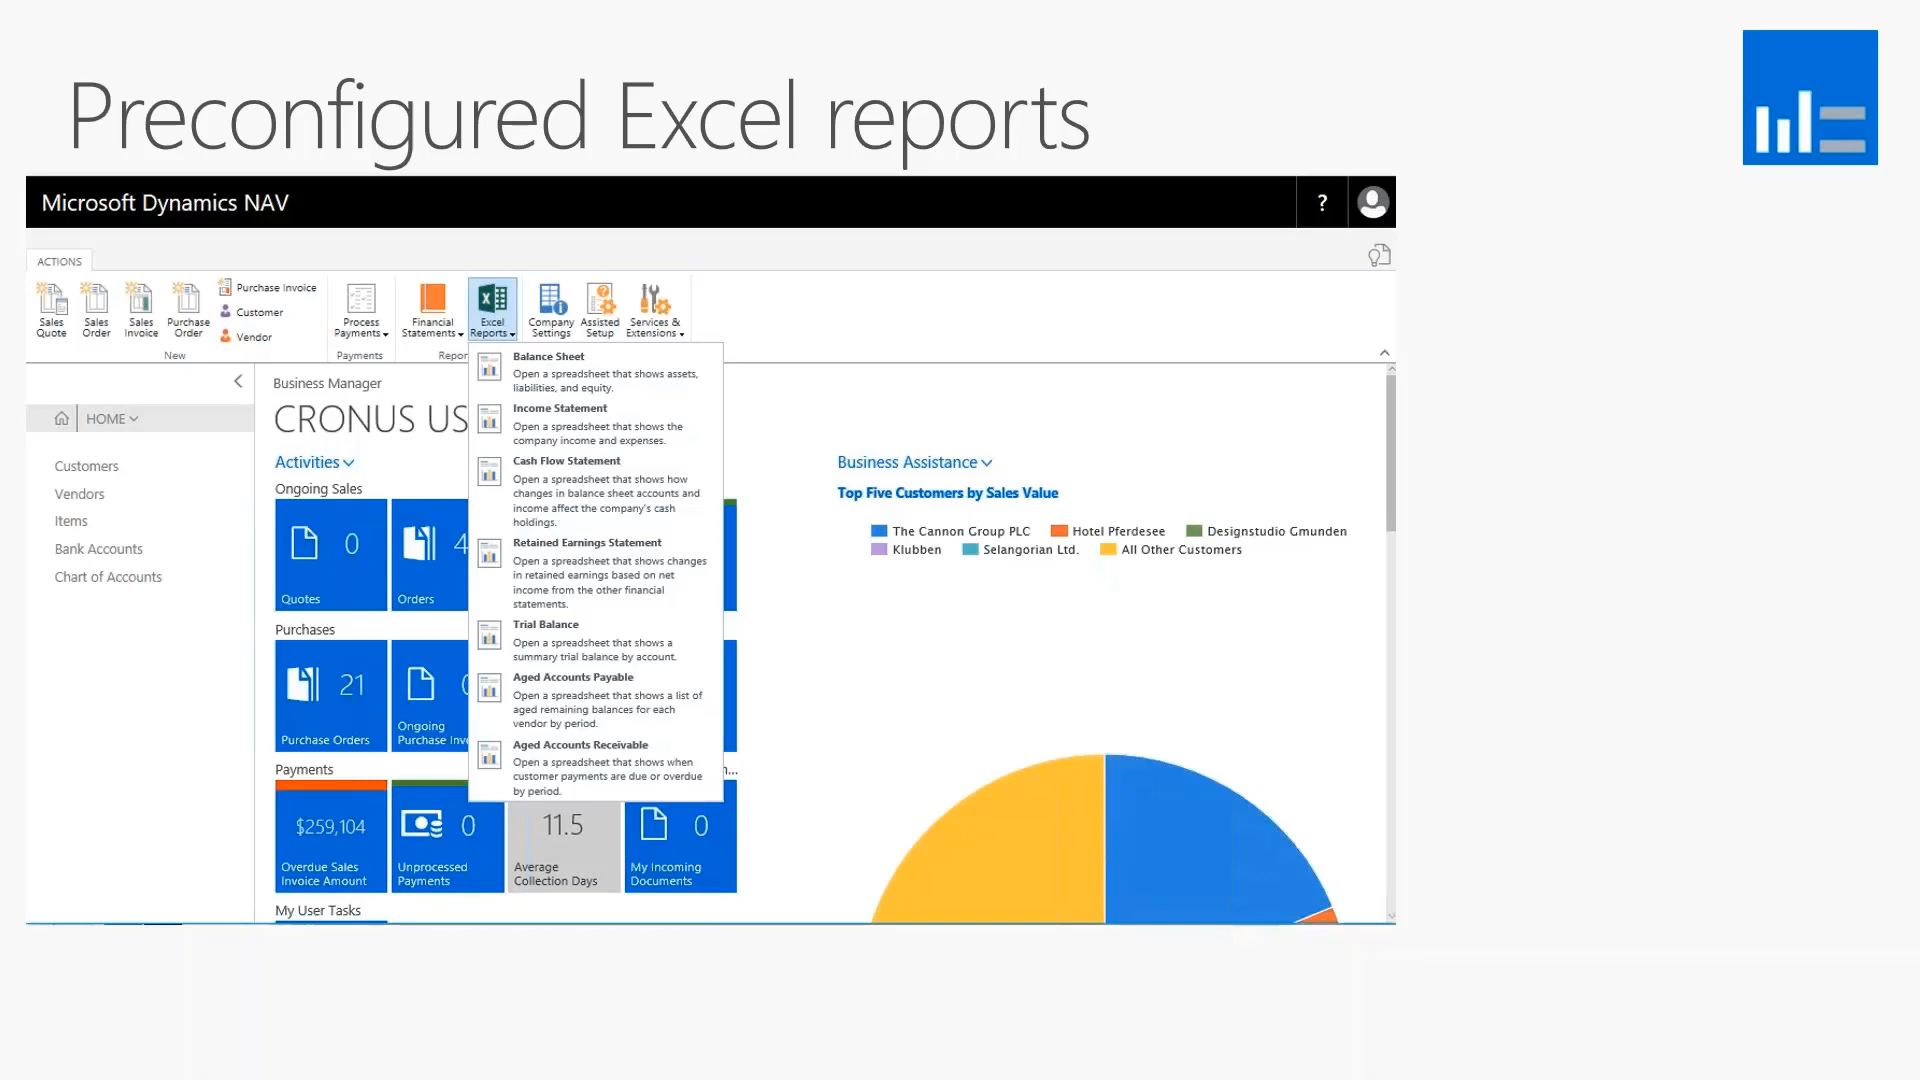 Preconfigured Excel reports
Microsoft Dynamics NAV
?
ACTIONS
Sales Quote
Sales Order
Sales Invoice
Purchase Order
Purchase Invoice
Customer
Vendor
New
Process Payments
Payments
Financial Statements
Excel Reports
Repor
Company Settings
Assisted Setup
Services & Extensions
Balance Sheet
Open a spreadsheet that shows assets,
liabilities, and equity.
Income Statement
Open a spreadsheet that shows the
company income and expenses.
Cash Flow Statement
Open a spreadsheet that shows how
changes in balance sheet accounts and
income affect the company's cash
holdings.
Retained Earnings Statement
Open a spreadsheet that shows changes
in retained earnings based on net
income from the other financial
statements.
Trial Balance
Open a spreadsheet that shows a
summary trial balance by account.
Aged Accounts Payable
Open a spreadsheet that shows a list of
aged remaining balances for each
vendor by period.
Aged Accounts Receivable
Open a spreadsheet that shows when
customer payments are due or overdue
by period.
HOME
Customers
Vendors
Items
Bank Accounts
Chart of Accounts
Business Manager
CRONUS US
Activities
Ongoing Sales
0
Quotes
4
Orders
Purchases
21
Purchase Orders
Ongoing
Purchase Inv
Payments
n...
$259,104
Overdue Sales
Invoice Amount
0
Unprocessed
Payments
11.5
Average
Collection Days
0
My Incoming
Documents
My User Tasks
Business Assistance
Top Five Customers by Sales Value
The Cannon Group PLC
Hotel Pferdesee
Designstudio Gmunden
Klubben
Selangorian Ltd.
All Other Customers